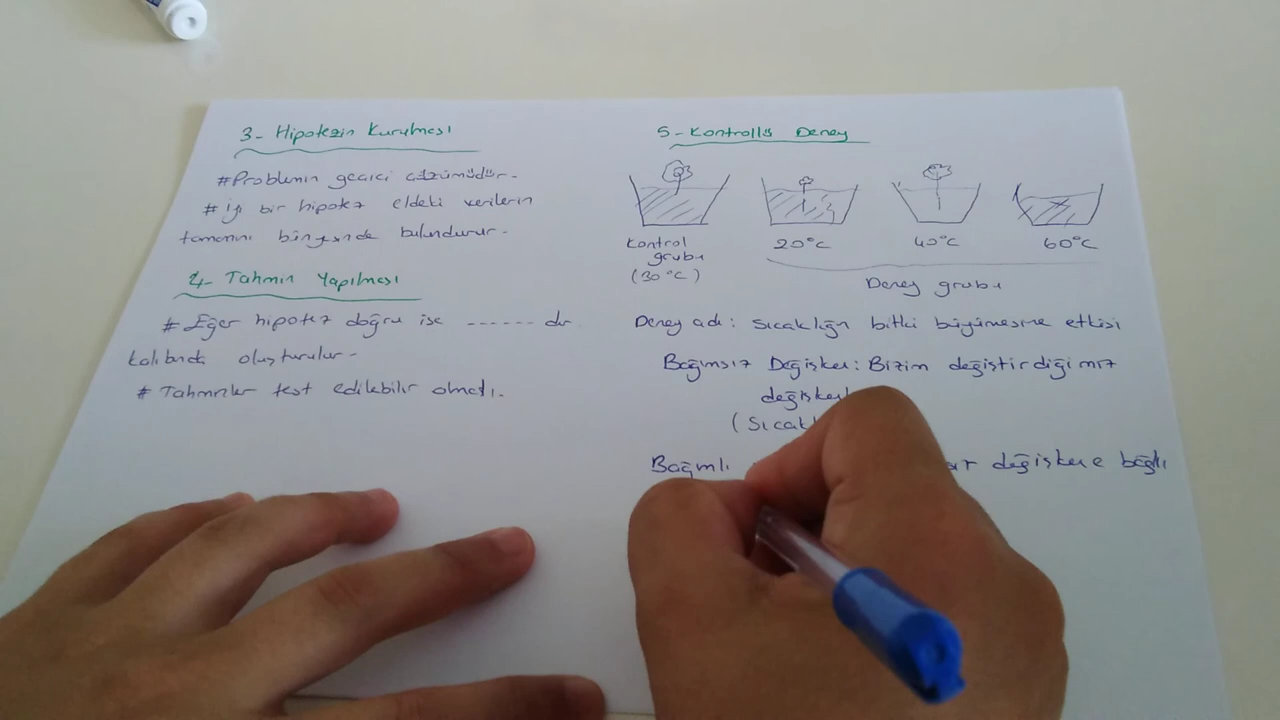 3- Hipotezin Kurulması
#Problemin geçici çözümüdür.
# İyi bir hipotez eldeki verilerin
tamamını bünyesinde bulundurur.
4- Tahmin Yapılması
# Eğer hipotez doğru ise ------ dır
kalıbında oluşturulur.
# Tahminler test edilebilir olmalı.
5- Kontrollü Deney
Kontrol
grubu
(30°C)
20°C
40°C
60°C
Deney grubu
Deney adı: Sıcaklığın bitki büyümesine etkisi
Bağımsız Değişken: Bizim değiştirdiğimiz
Bağımlı değişkene bağlı